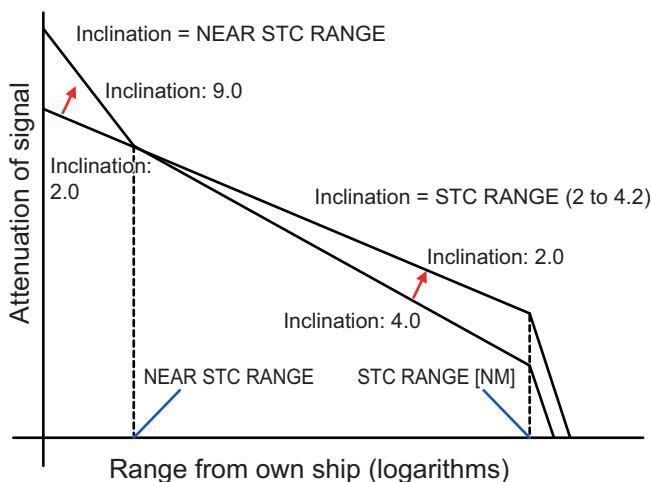 Inclination = NEAR STC RANGE
Inclination: 9.0
Attenuation of signal
Inclination:
2.0
Inclination = STC RANGE (2 to 4.2)
Inclination: 2.0
Inclination: 4.0
NEAR STC RANGE
STC RANGE [NM]
Range from own ship (logarithms)